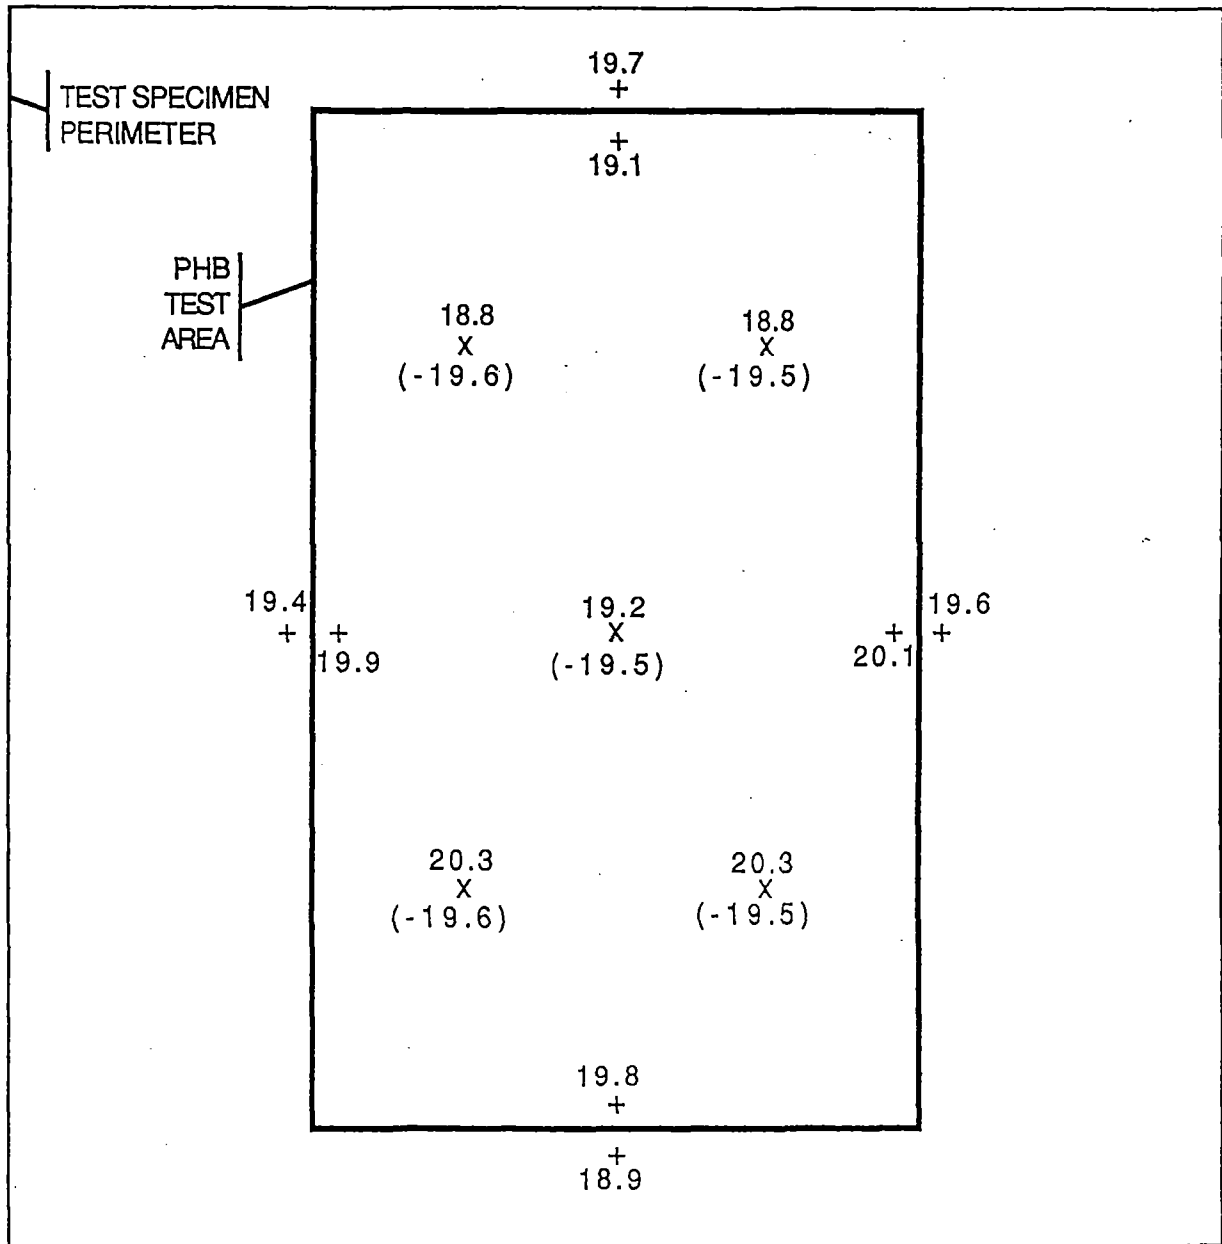 19.7
+
TEST SPECIMEN
PERIMETER
+
19.1
PHB
TEST
AREA
18.8
X
(-19.6)
18.8
X
(-19.5)
19.4
+
+
19.9
19.2
X
(-19.5)
19.6
+
+
20.1
20.3
X
(-19.6)
20.3
X
(-19.5)
19.8
+
+
18.9